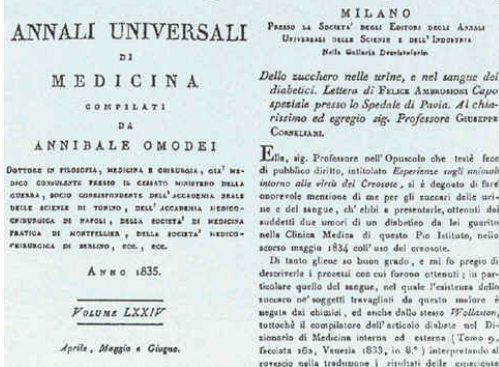 ANNALI UNIVERSALI
DI
MEDICINA
COMPILATI
DA
ANNIBALE OMODEI
DOTTORE IN FILOSOFIA, MEDICINA E CHIRURGIA, GIA' ME-
DICO CONSULENTE PRESSO IL CESSATO MINISTERO DELLA
GUERRA, SOCIO CORRISPONDENTE DELL'ACCADEMIA REALE
DELLE SCIENZE DI TORINO, DELL'ACCADEMIA MEDICO-
CHIRURGICA DI NAPOLI, DELLA SOCIETA' DI MEDICINA
PRATICA DI MONTPELLIER, DELLA SOCIETA' MEDICO-
CHIRURGICA DI BERLINO, ECC., ECC.
ANNO 1835.
VOLUME LXXIV
Aprile, Maggio e Giugno.
MILANO
PRESSO LA SOCIETA' DEGLI EDITORI DEGLI ANNALI
UNIVERSALI DELLE SCIENZE E DELL'INDUSTRIA
Nella Galleria Decristoforis.
Dello zucchero nelle urine, e nel sangue dei
diabetici. Lettera di FELICE AMBROSIONI Capo
speziale presso lo Spedale di Pavia. Al chia-
rissimo ed egregio sig. Professore GIUSEPPE
CORNELIANI.
Ella, sig. Professore nell'Opuscolo che testè fece
di pubblico diritto, intitolato Esperienze sugli animali
intorno alle virtù del Creosote, si è degnato di fare
onorevole menzione di me per gli zuccari delle uri-
ne e del sangue, ch'ebbi a presentarle, ottenuti dai
suddetti due umori di un diabetico da lei guarito
nella Clinica Medica di questo Pio Istituto, nello
scorso maggio 1834 coll'uso del creosote.
Di tanto gliene so buon grado, e mi fo pregio di
descriverle i processi con cui furono ottenuti; in par-
ticolare quello del sangue, nel quale l'esistenza dello
zuccaro ne' soggetti travagliati da questo malore è
negata dai chimici, ed anche dallo stesso Wollaston,
tuttochè il compilatore dell'articolo diabete nel Di-
zionario di Medicina interna ed esterna (Tomo 9,
facciata 162, Venezia 1833, in 8.°) interpretando al
rovescio nella traduzione i risultati delle esperienze